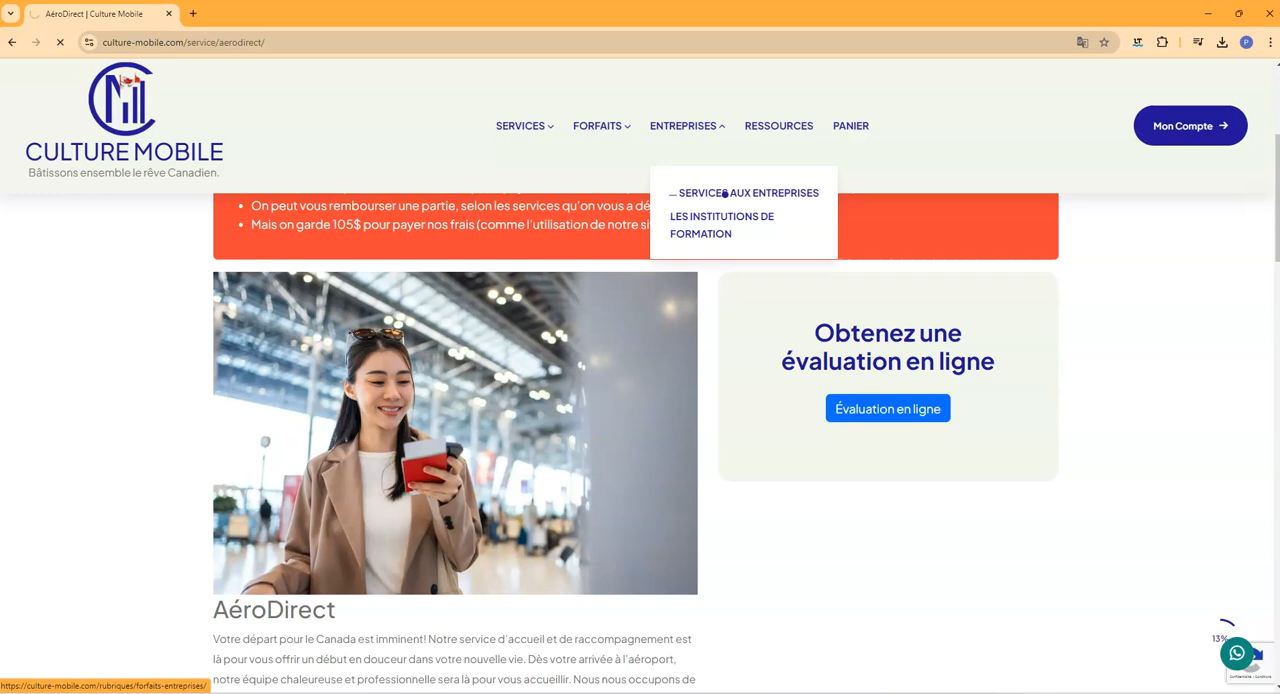 AéroDirect | Culture Mobile
culture-mobile.com/service/aerodirect/
CULTURE MOBILE
Bâtissons ensemble le rêve Canadien.
SERVICES
FORFAITS
ENTREPRISES
RESSOURCES
PANIER
Mon Compte
SERVICES AUX ENTREPRISES
LES INSTITUTIONS DE
FORMATION
On peut vous rembourser une partie, selon les services qu'on vous a dé
Mais on garde 105$ pour payer nos frais (comme l'utilisation de notre si
Obtenez une
évaluation en ligne
Évaluation en ligne
AéroDirect
Votre départ pour le Canada est imminent! Notre service d'accueil et de raccompagnement est
là pour vous offrir un début en douceur dans votre nouvelle vie. Dès votre arrivée à l'aéroport,
notre équipe chaleureuse et professionnelle sera là pour vous accueillir. Nous nous occupons de
13%
Confidentialité - Conditions
https://culture-mobile.com/rubriques/forfaits-entreprises/